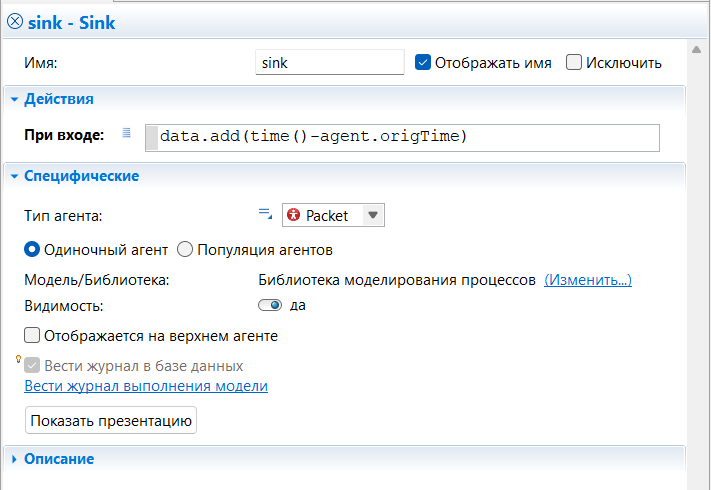 sink - Sink
Имя: sink Отображать имя Исключить
Действия
При входе: data.add(time()-agent.origTime)
Специфические
Тип агента: Packet
Одиночный агент Популяция агентов
Модель/Библиотека: Библиотека моделирования процессов (Изменить...)
Видимость: да
Отображается на верхнем агенте
Вести журнал в базе данных
Вести журнал выполнения модели
Показать презентацию
Описание